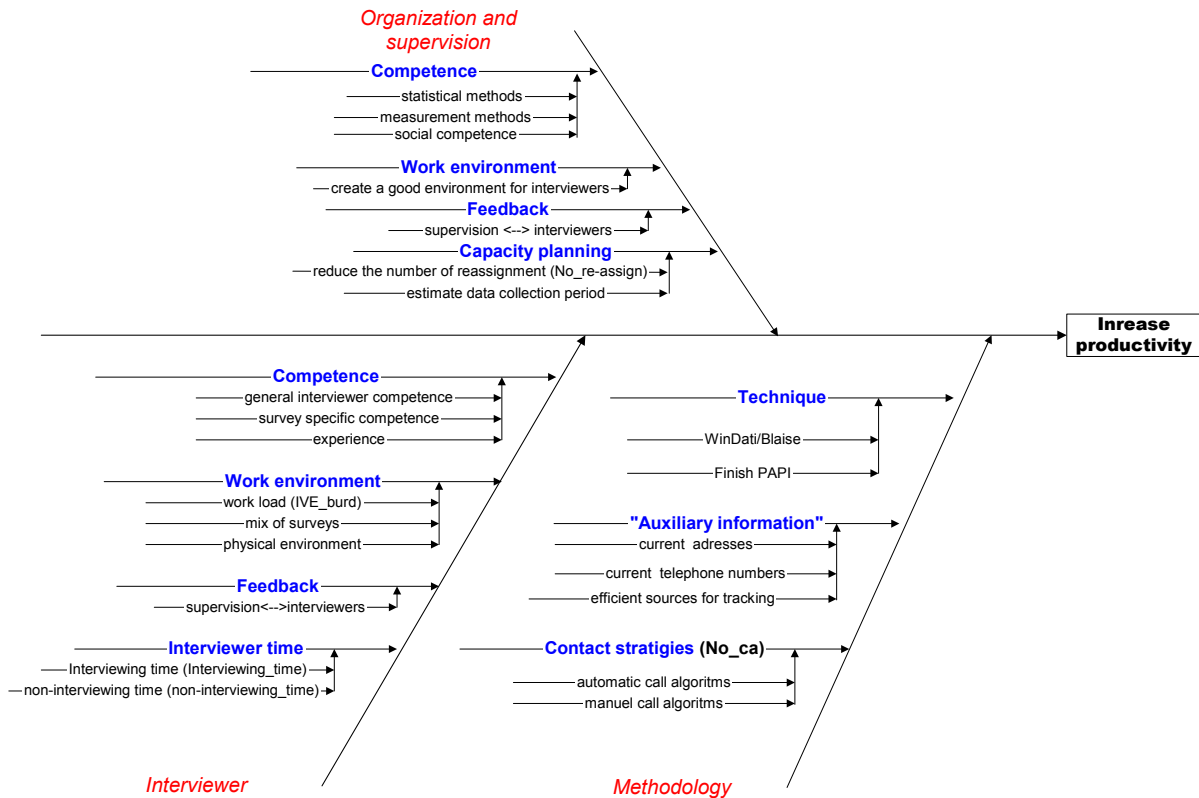 Organization and
supervision
Competence
statistical methods
measurement methods
social competence
Work environment
create a good environment for interviewers
Feedback
supervision <--> interviewers
Capacity planning
reduce the number of reassignment (No_re-assign)
estimate data collection period
Inrease
productivity
Competence
general interviewer competence
survey specific competence
experience
Work environment
work load (IVE_burd)
mix of surveys
physical environment
Feedback
supervision<-->interviewers
Interviewer time
Interviewing time (Interviewing_time)
non-interviewing time (non-interviewing_time)
Interviewer
Technique
WinDati/Blaise
Finish PAPI
"Auxiliary information"
current adresses
current telephone numbers
efficient sources for tracking
Contact stratigies (No_ca)
automatic call algoritms
manuel call algoritms
Methodology